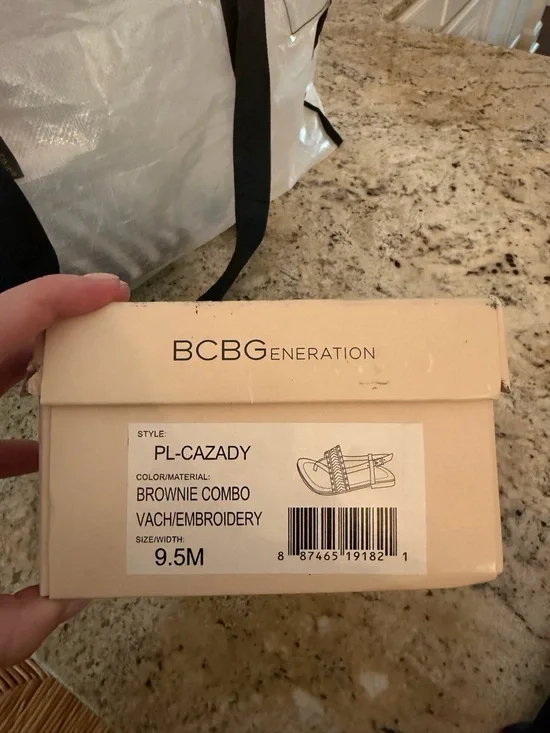 BCBGENERATION
STYLE:
PL-CAZADY
COLOR/MATERIAL:
BROWNIE COMBO
VACH/EMBROIDERY
SIZE/WIDTH:
9.5M
8 87465 19182 1